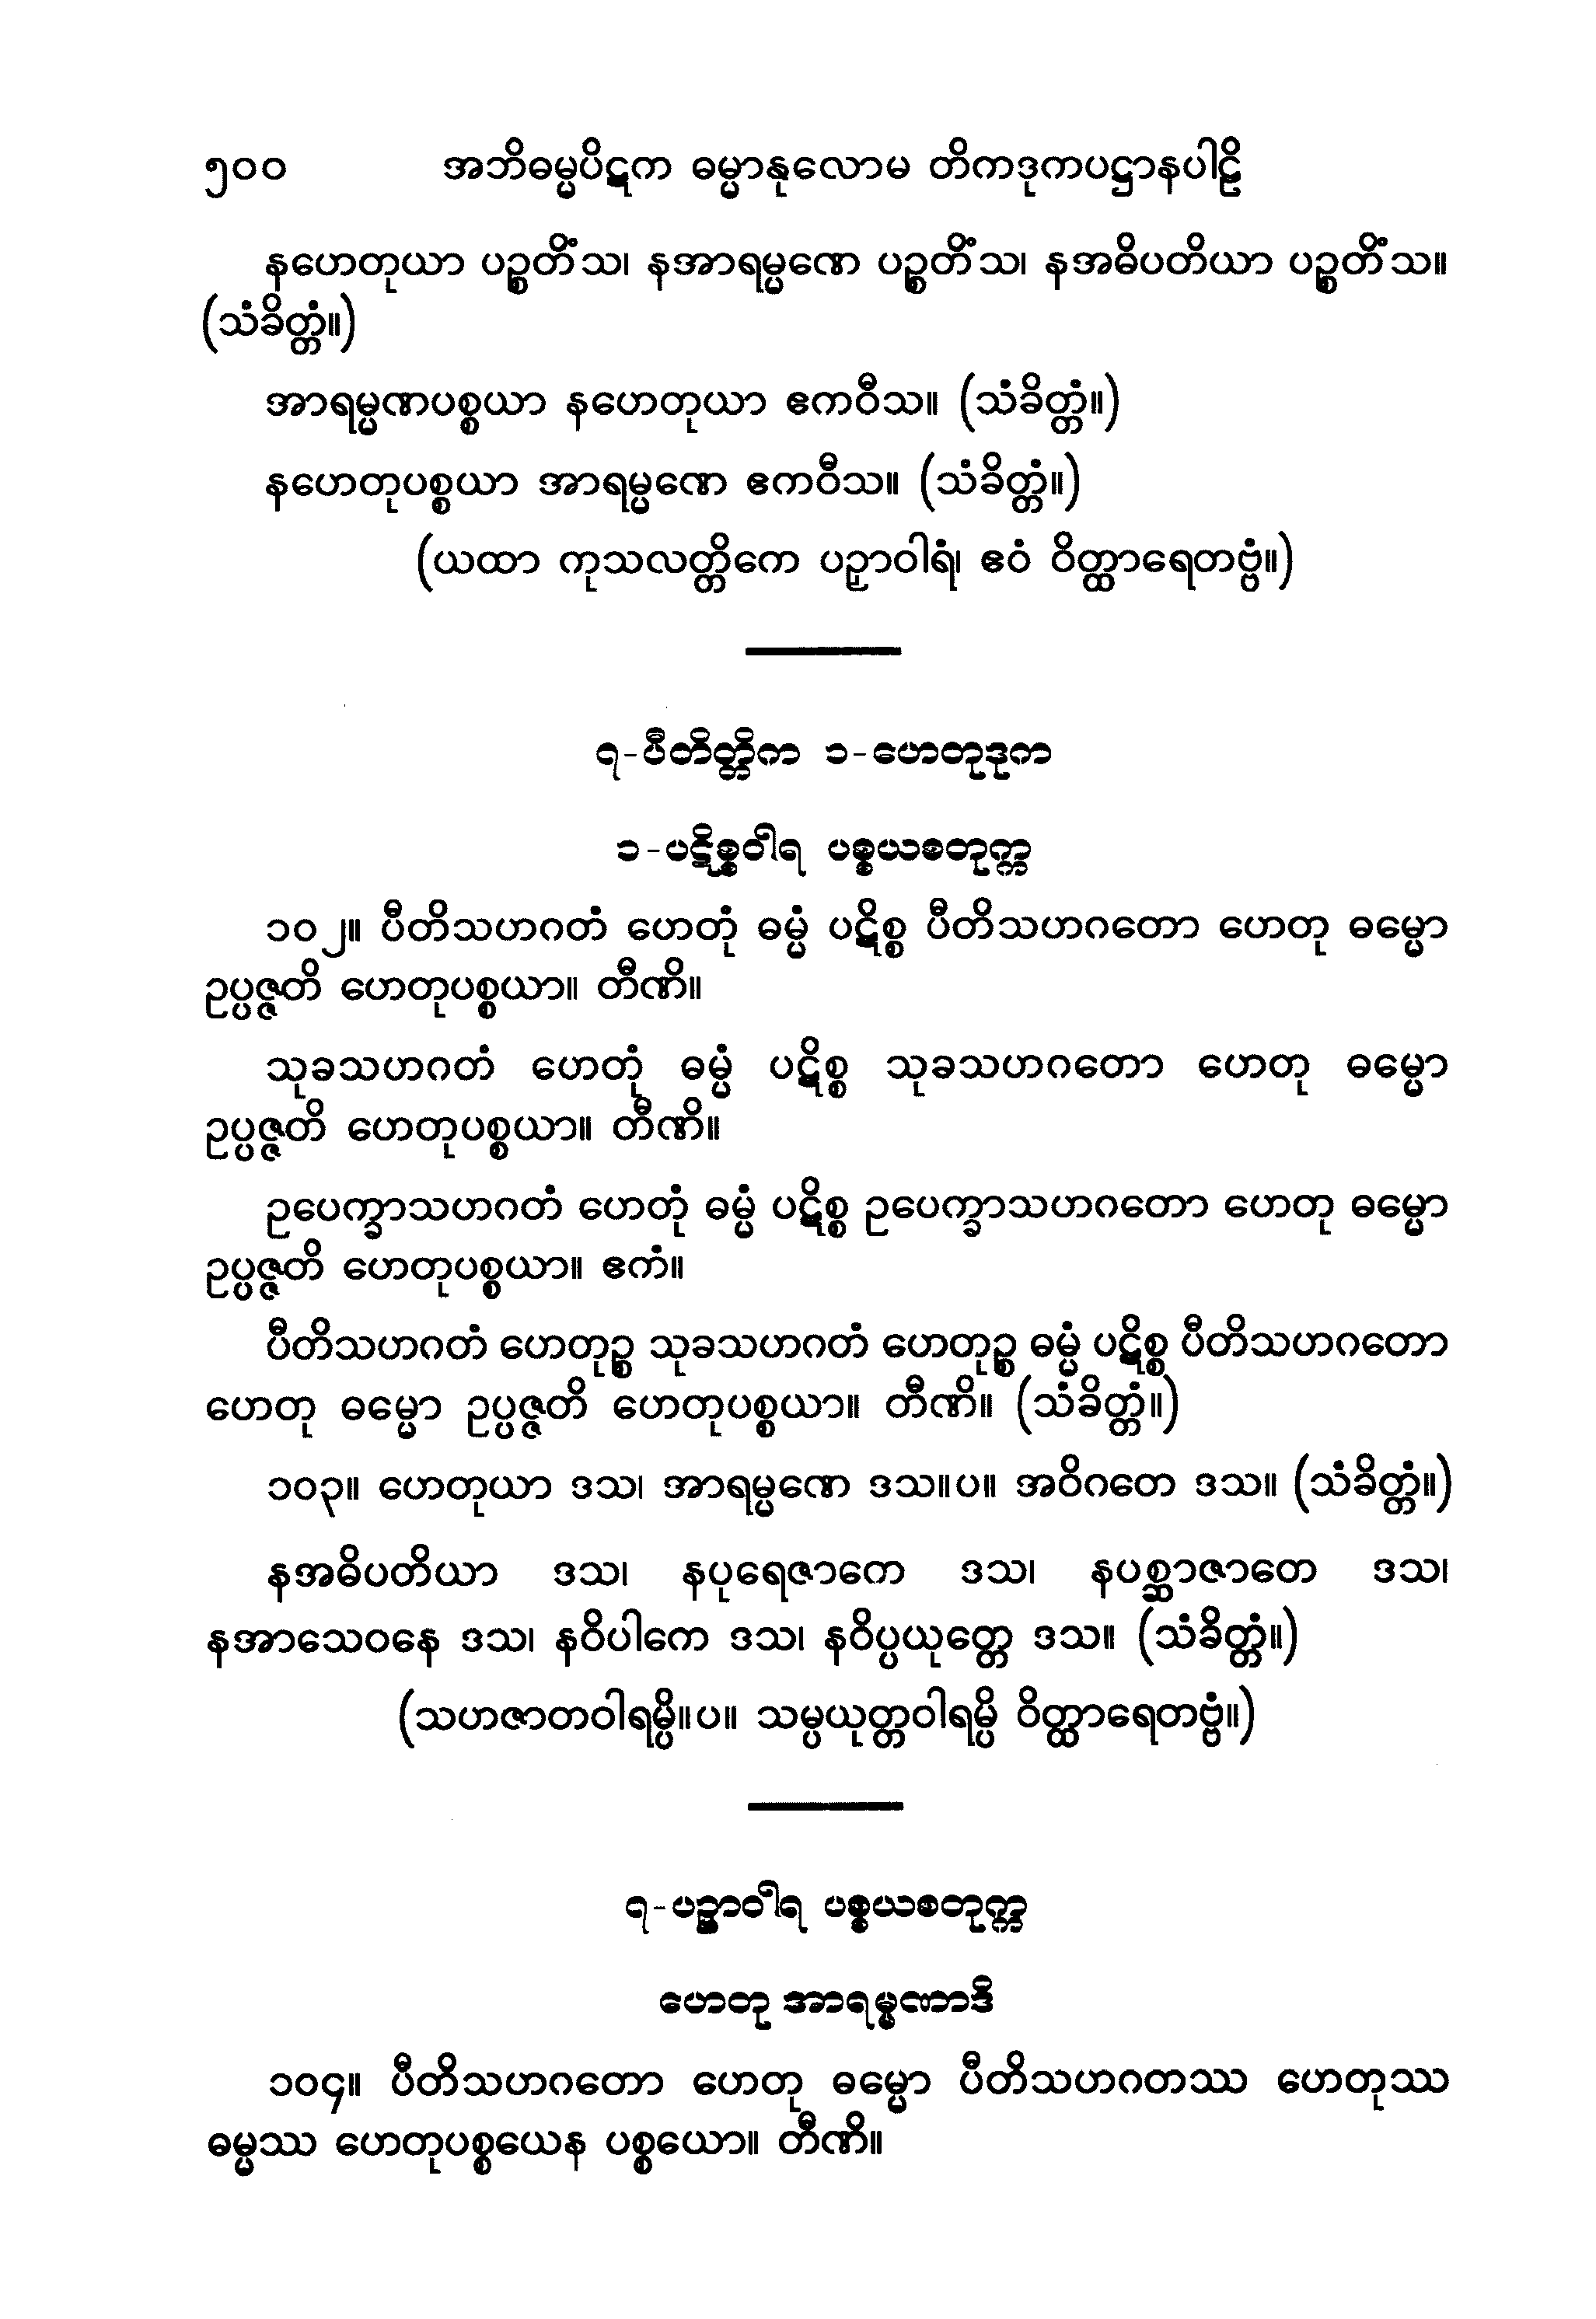 ၅၀၀ အဘိဓမ္မပိဋက ဓမ္မာနုလောမ တိကဒုကပဋ္ဌာနပါဠိ
နဟေတုယာ ပဉ္စတိံသ၊ နအာရမ္မဏေ ပဉ္စတိံသ၊ နအဓိပတိယာ ပဉ္စတိံသ။
(သံခိတ္တံ။)
အာရမ္မဏပစ္စယာ နဟေတုယာ ဧကဝီသ။ (သံခိတ္တံ။)
နဟေတုပစ္စယာ အာရမ္မဏေ ဧကဝီသ။ (သံခိတ္တံ။)
(ယထာ ကုသလတ္တိကေ ပဉှာဝါရံ၊ ဧဝံ ဝိတ္ထာရေတဗ္ဗံ။)
၇-ပီတိတ္တိက ၁-ဟေတုဒုက
၁-ပဋိစ္စဝါရ ပစ္စယစတုက္က
၁၀၂။ ပီတိသဟဂတံ ဟေတုံ ဓမ္မံ ပဋိစ္စ ပီတိသဟဂတော ဟေတု ဓမ္မော
ဥပ္ပဇ္ဇတိ ဟေတုပစ္စယာ။ တီဏိ။
သုခသဟဂတံ ဟေတုံ ဓမ္မံ ပဋိစ္စ သုခသဟဂတော ဟေတု ဓမ္မော
ဥပ္ပဇ္ဇတိ ဟေတုပစ္စယာ။ တီဏိ။
ဥပေက္ခာသဟဂတံ ဟေတုံ ဓမ္မံ ပဋိစ္စ ဥပေက္ခာသဟဂတော ဟေတု ဓမ္မော
ဥပ္ပဇ္ဇတိ ဟေတုပစ္စယာ။ ဧကံ။
ပီတိသဟဂတံ ဟေတုဉ္စ သုခသဟဂတံ ဟေတုဉ္စ ဓမ္မံ ပဋိစ္စ ပီတိသဟဂတော
ဟေတု ဓမ္မော ဥပ္ပဇ္ဇတိ ဟေတုပစ္စယာ။ တီဏိ။ (သံခိတ္တံ။)
၁၀၃။ ဟေတုယာ ဒသ၊ အာရမ္မဏေ ဒသ။ပ။ အဝိဂတေ ဒသ။ (သံခိတ္တံ။)
နအဓိပတိယာ ဒသ၊ နပုရေဇာကေ ဒသ၊ နပစ္ဆာဇာတေ ဒသ၊
နအာသေဝနေ ဒသ၊ နဝိပါကေ ဒသ၊ နဝိပ္ပယုတ္တေ ဒသ။ (သံခိတ္တံ။)
(သဟဇာတဝါရမ္ပိ။ပ။ သမ္ပယုတ္တဝါရမ္ပိ ဝိတ္ထာရေတဗ္ဗံ။)
၇-ပဉှာဝါရ ပစ္စယစတုက္က
ဟေတု အာရမ္မဏာဒိ
၁၀၄။ ပီတိသဟဂတော ဟေတု ဓမ္မော ပီတိသဟဂတဿ ဟေတုဿ
ဓမ္မဿ ဟေတုပစ္စယေန ပစ္စယော။ တီဏိ။